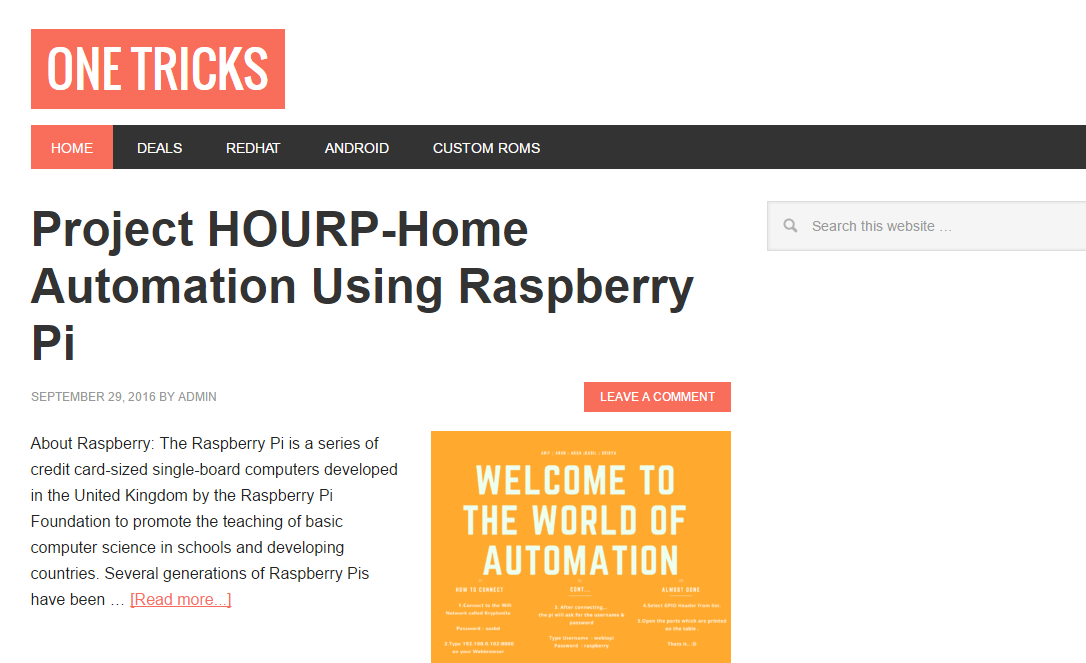 ONE TRICKS
HOME DEALS REDHAT ANDROID CUSTOM ROMS
Project HOURP-Home
Automation Using Raspberry
Pi
Search this website …
SEPTEMBER 29, 2016 BY ADMIN
LEAVE A COMMENT
About Raspberry: The Raspberry Pi is a series of
credit card-sized single-board computers developed
in the United Kingdom by the Raspberry Pi
Foundation to promote the teaching of basic
computer science in schools and developing
countries. Several generations of Raspberry Pis
have been … [Read more...]
WELCOME TO
THE WORLD OF
AUTOMATION
HOW TO CONNECT
1.Connect to the Wifi
Network called Kryptonite
Password :
2.Type 192.168.0.102:8000
on your Webbrowser
CONT...
3. After connecting...
the pi will ask for the username &
password
Type Username : webiopi
Password : raspberry
ALMOST DONE
4.Select GPIO Header from list.
5.Open the ports which are printed
on the table .
Thats it.. :D